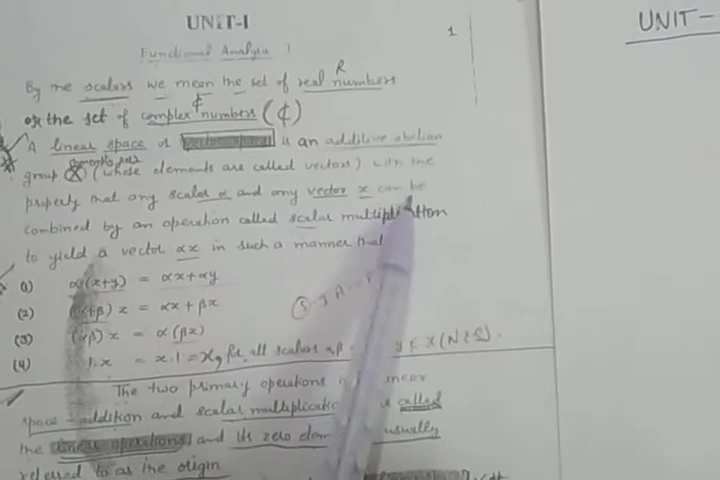 UNIT-I
1
UNIT-
Functional Analysis
By the scalars we mean the set of real numbers R
or the set of complex numbers (₵) ₵
A linear space or is an additive abelian
group X (whose elements are called vectors) with the
property that any scalar α and any vector x can be
combined by an operation called scalar multiplication
to yield a vector αx in such a manner that
(1) α(x+y) = αx+αy
(2) (α+β)x = αx + βx
(3) (αβ)x = α(βx)
(4) 1.x = x.1 = x, for all scalars α,β
The two primary operations in
space - addition and scalar multiplication called
the linear operations and its zero usually
referred to as the origin